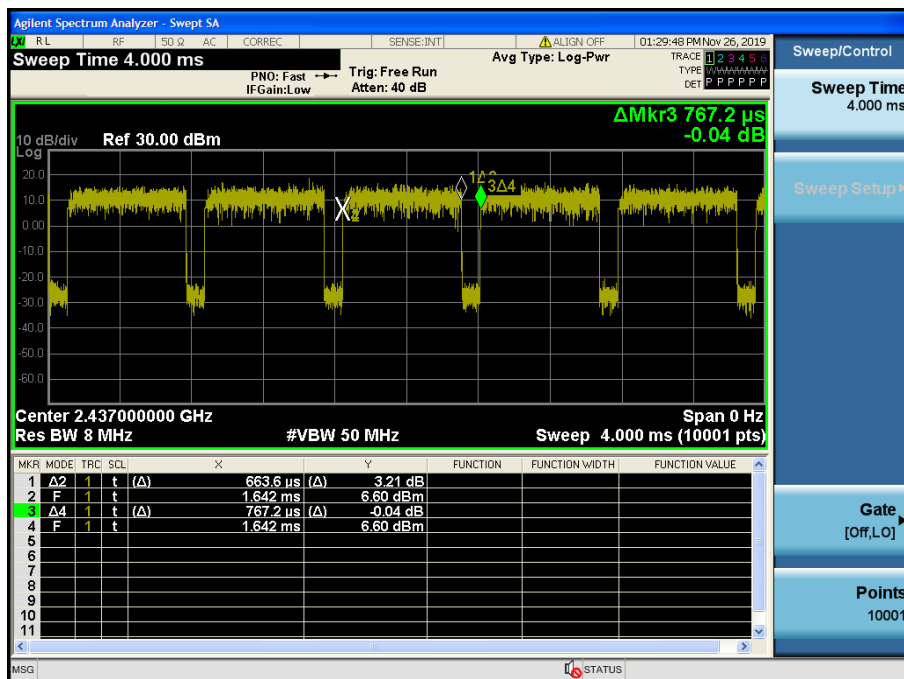 Agilent Spectrum Analyzer - Swept SA
LXI RL RF 50 Ω AC CORREC SENSE:INT ALIGN OFF 01:29:48 PM Nov 26, 2019
Sweep Time 4.000 ms
PNO: Fast
IFGain:Low
Trig: Free Run
Atten: 40 dB
Avg Type: Log-Pwr
TRACE 1 2 3 4 5 6
TYPE WWWWWW
DET P P P P P P
ΔMkr3 767.2 µs
-0.04 dB
10 dB/div Ref 30.00 dBm
Log
20.0
10.0
0.00
-10.0
-20.0
-30.0
-40.0
-50.0
-60.0
3Δ4
Center 2.437000000 GHz Span 0 Hz
Res BW 8 MHz #VBW 50 MHz Sweep 4.000 ms (10001 pts)
MKR MODE TRC SCL X Y FUNCTION FUNCTION WIDTH FUNCTION VALUE
1 Δ2 1 t (Δ) 663.6 µs (Δ) 3.21 dB
2 F 1 t 1.642 ms 6.60 dBm
3 Δ4 1 t (Δ) 767.2 µs (Δ) -0.04 dB
4 F 1 t 1.642 ms 6.60 dBm
5
6
7
8
9
10
11
MSG STATUS
Sweep/Control
Sweep Time
4.000 ms
Sweep Setup
Gate
[Off,LO]
Points
10001